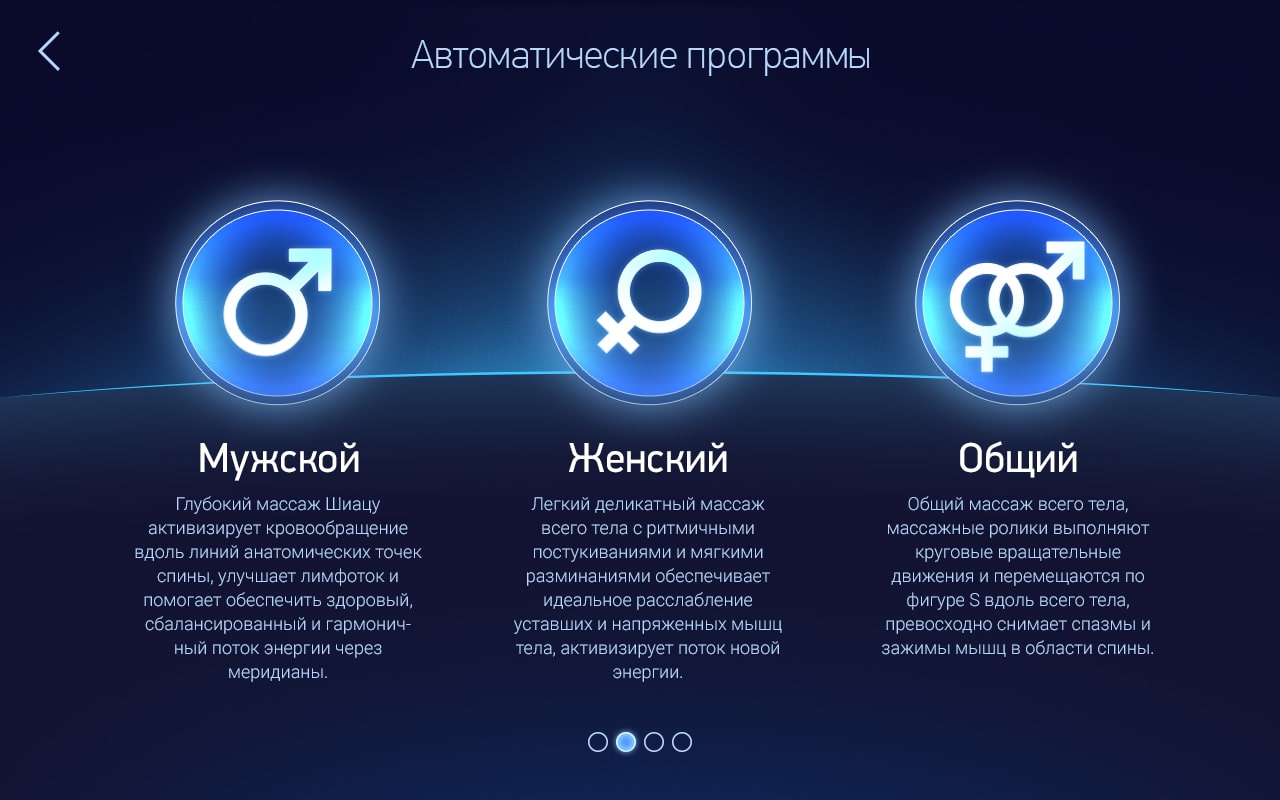 Автоматические программы
Мужской
Глубокий массаж Шиацу
активизирует кровообращение
вдоль линий анатомических точек
спины, улучшает лимфоток и
помогает обеспечить здоровый,
сбалансированный и гармонич-
ный поток энергии через
меридианы.
Женский
Легкий деликатный массаж
всего тела с ритмичными
постукиваниями и мягкими
разминаниями обеспечивает
идеальное расслабление
уставших и напряженных мышц
тела, активизирует поток новой
энергии.
Общий
Общий массаж всего тела,
массажные ролики выполняют
круговые вращательные
движения и перемещаются по
фигуре S вдоль всего тела,
превосходно снимает спазмы и
зажимы мышц в области спины.